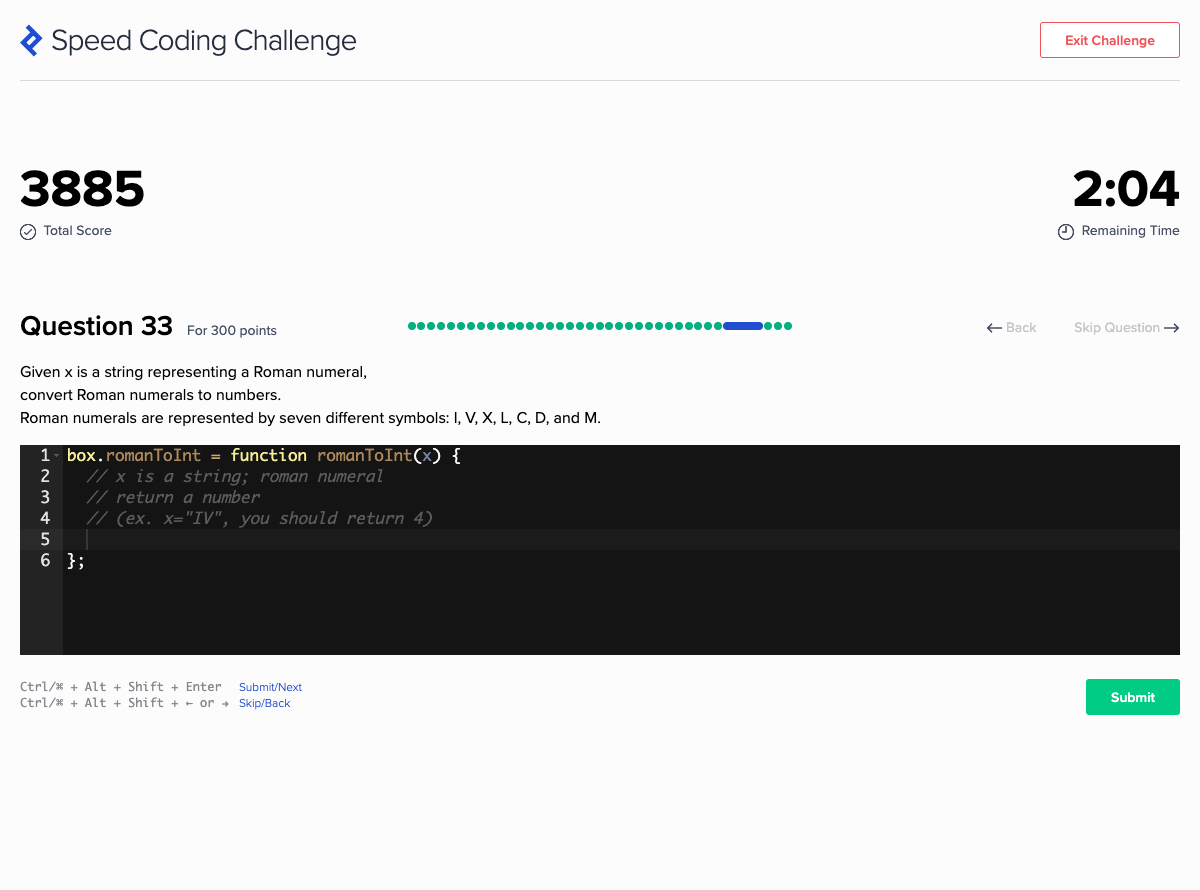 Speed Coding Challenge
Exit Challenge
3885
Total Score
2:04
Remaining Time
Question 33 For 300 points
← Back
Skip Question →
Given x is a string representing a Roman numeral,
convert Roman numerals to numbers.
Roman numerals are represented by seven different symbols: I, V, X, L, C, D, and M.
1 box.romanToInt = function romanToInt(x) {
2 // x is a string; roman numeral
3 // return a number
4 // (ex. x="IV", you should return 4)
5
6 };
Ctrl/⌘ + Alt + Shift + Enter Submit/Next
Ctrl/⌘ + Alt + Shift + ← or → Skip/Back
Submit